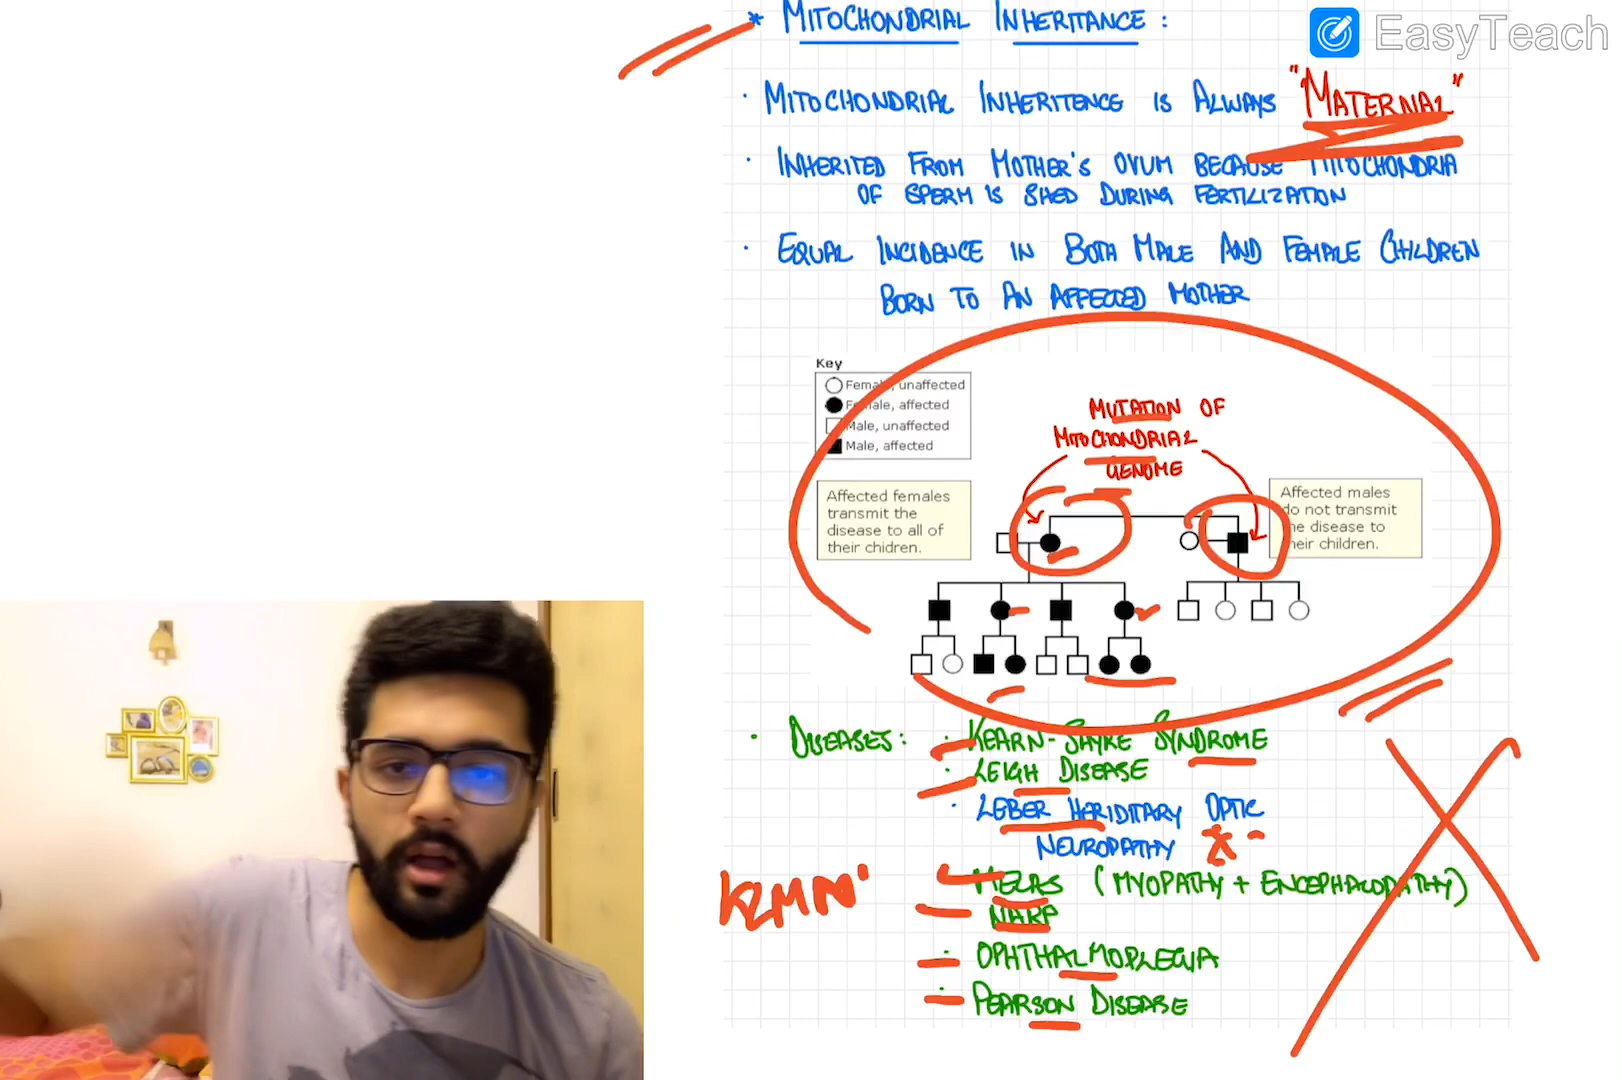 * MITOCHONDRIAL INHERITANCE :
EasyTeach
· MITOCHONDRIAL INHERITENCE IS ALWAYS "MATERNAL"
· INHERITED FROM MOTHER'S OVUM BECAUSE MITOCHONDRIA
OF SPERM IS SHED DURING FERTILIZATION
· EQUAL INCIDENCE IN BOTH MALE AND FEMALE CHILDREN
BORN TO AN AFFECTED MOTHER
Key
Female, unaffected
Female, affected
Male, unaffected
Male, affected
MUTATION OF
MITOCHONDRIAL
GENOME
Affected females
transmit the
disease to all of
their chidren.
Affected males
do not transmit
the disease to
their children.
· DISEASES : · KEARN-SAYRE SYNDROME
· LEIGH DISEASE
· LEBER HERIDITARY OPTIC
NEUROPATHY
MELAS (MYOPATHY + ENCEPHALOPATHY)
KLMN"
NARP
· OPHTHALMOPLEGIA
· PEARSON DISEASE